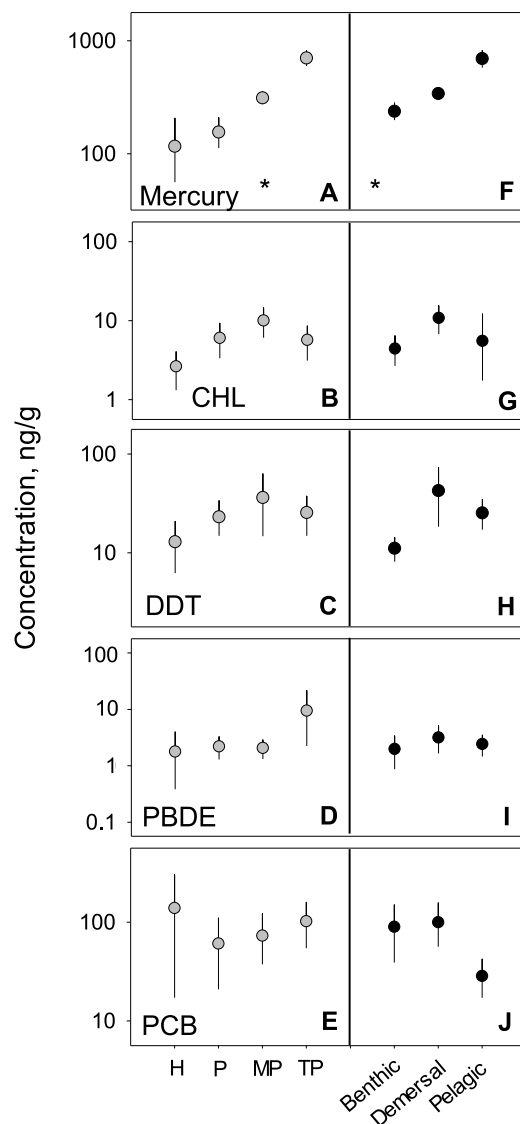 Concentration, ng/g
1000
100
Mercury * A
* F
100
10
1
CHL B
G
100
10
DDT C
H
100
10
1
0.1
PBDE D
I
100
10
PCB E
J
H P MP TP
Benthic Demersal Pelagic